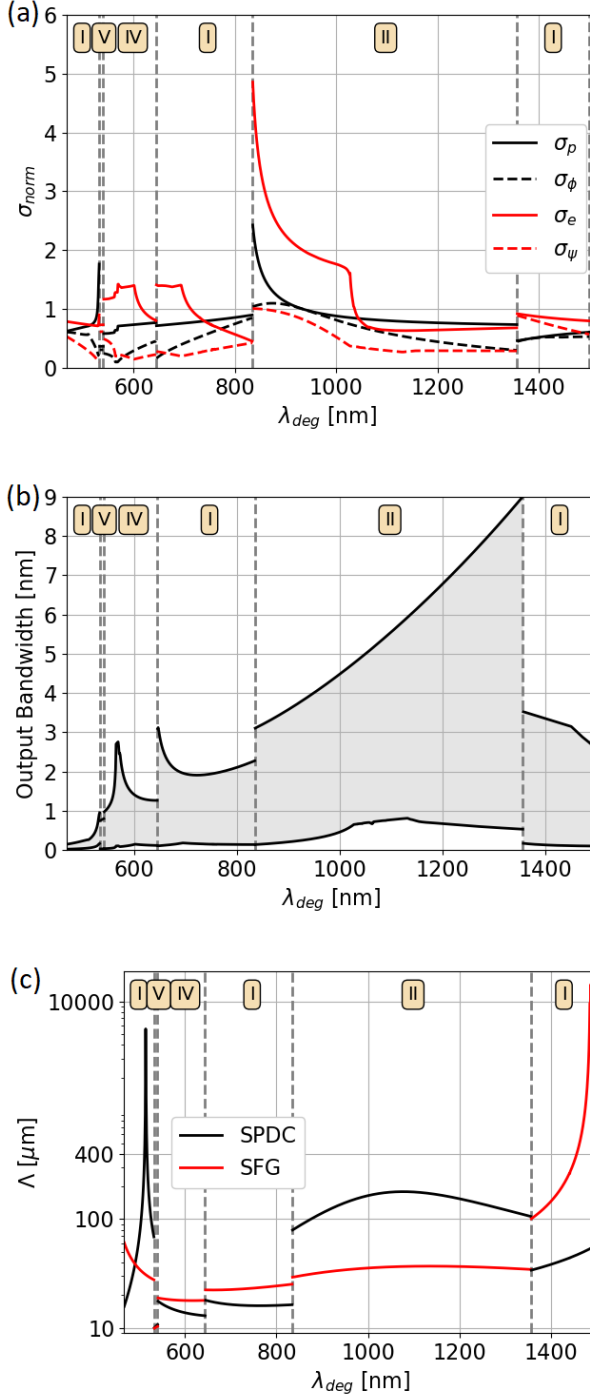 (a)
6
5
4
3
2
1
0
σnorm
I V IV I II I
σp
σϕ
σe
σψ
600 800 1000 1200 1400
λdeg [nm]
(b)
9
8
7
6
5
4
3
2
1
0
Output Bandwidth [nm]
I V IV I II I
600 800 1000 1200 1400
λdeg [nm]
(c)
10000
400
100
10
Λ [μm]
I V IV I II I
SPDC
SFG
600 800 1000 1200 1400
λdeg [nm]